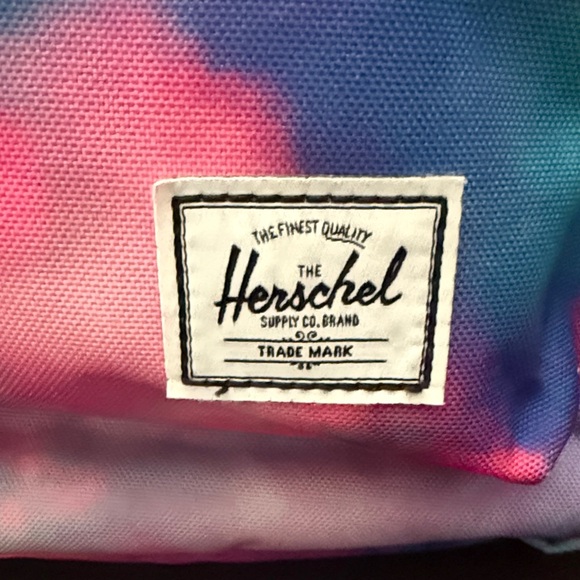 THE FINEST QUALITY
THE
Herschel
SUPPLY CO. BRAND
TRADE MARK